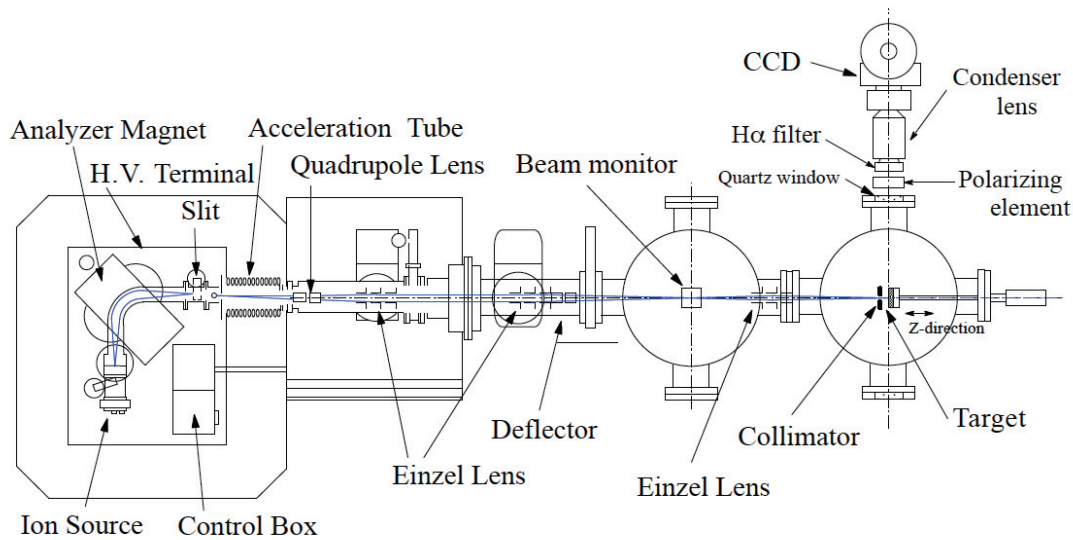 CCD
Condenser
lens
Analyzer Magnet
Acceleration Tube
Hα filter
H.V. Terminal
Quadrupole Lens
Beam monitor
Quartz window
Polarizing
element
Slit
Z-direction
Deflector
Collimator
Target
Einzel Lens
Einzel Lens
Ion Source
Control Box